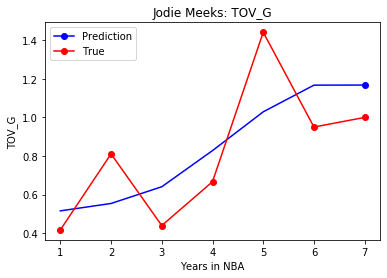 Jodie Meeks: TOV_G
Prediction
True
TOV_G
1.4
1.2
1.0
0.8
0.6
0.4
1 2 3 4 5 6 7
Years in NBA